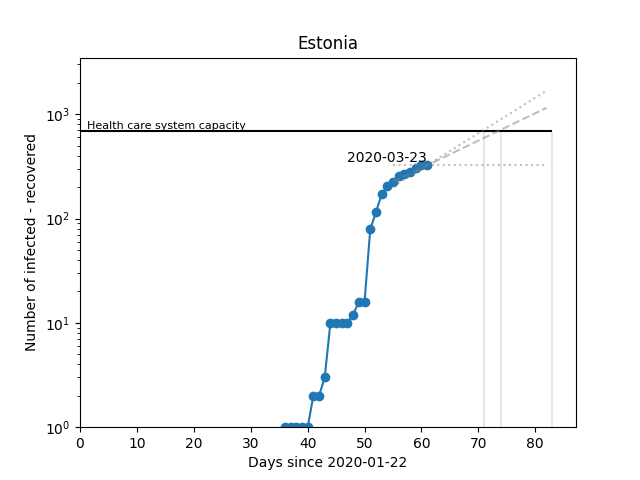 Estonia
Number of infected - recovered
10³
10²
10¹
10⁰
Health care system capacity
2020-03-23
0 10 20 30 40 50 60 70 80
Days since 2020-01-22